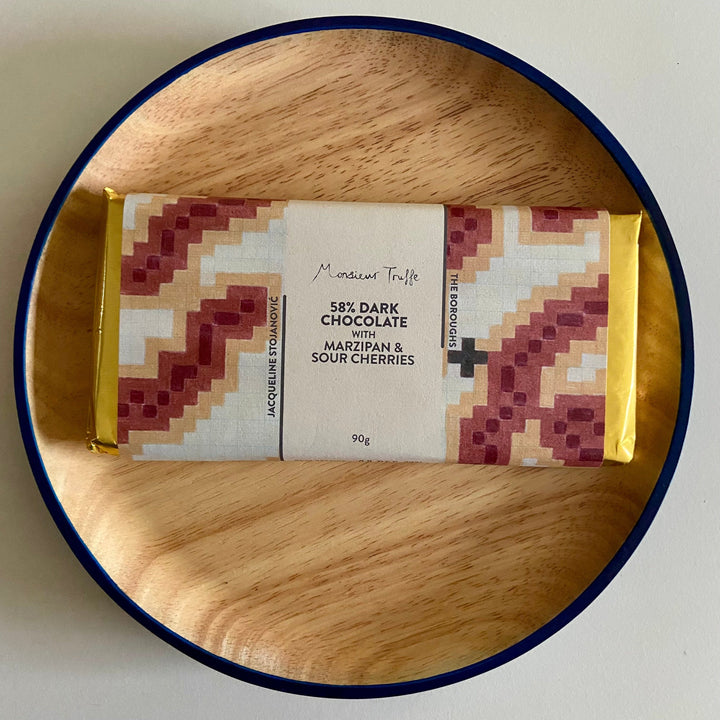 Monsieur Truffe
58% DARK
CHOCOLATE
WITH
MARZIPAN &
SOUR CHERRIES
90g
JACQUELINE STOJANOVIĆ
THE BOROUGHS